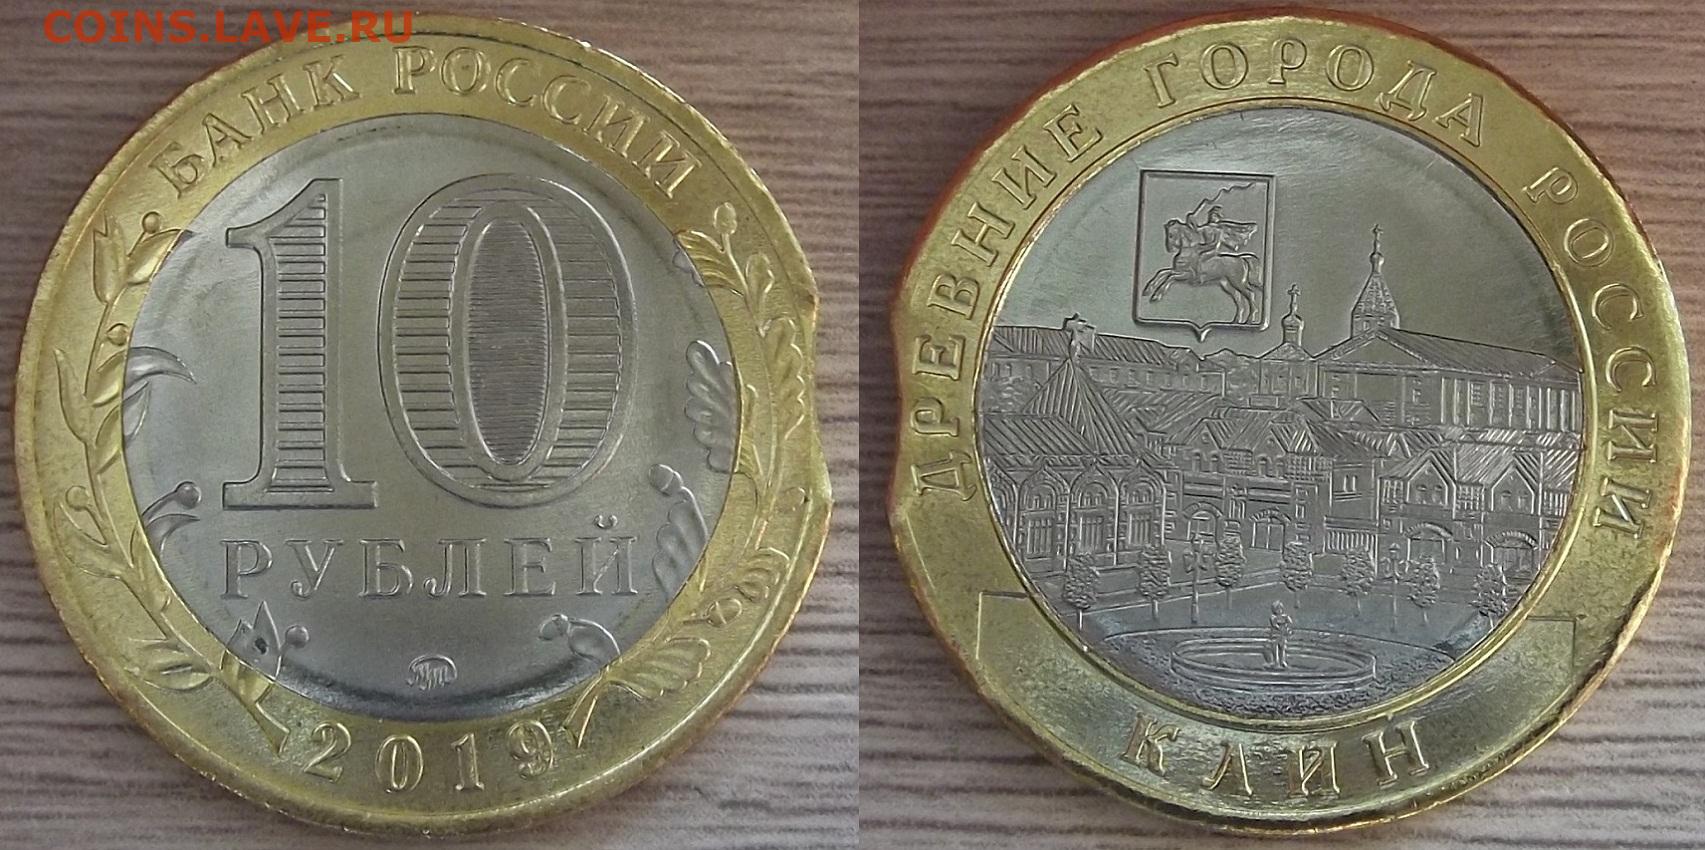 COINS.LAVE.RU
БАНК РОССИИ
10
РУБЛЕЙ
ММД
2019
ДРЕВНИЕ ГОРОДА РОССИИ
КЛИН